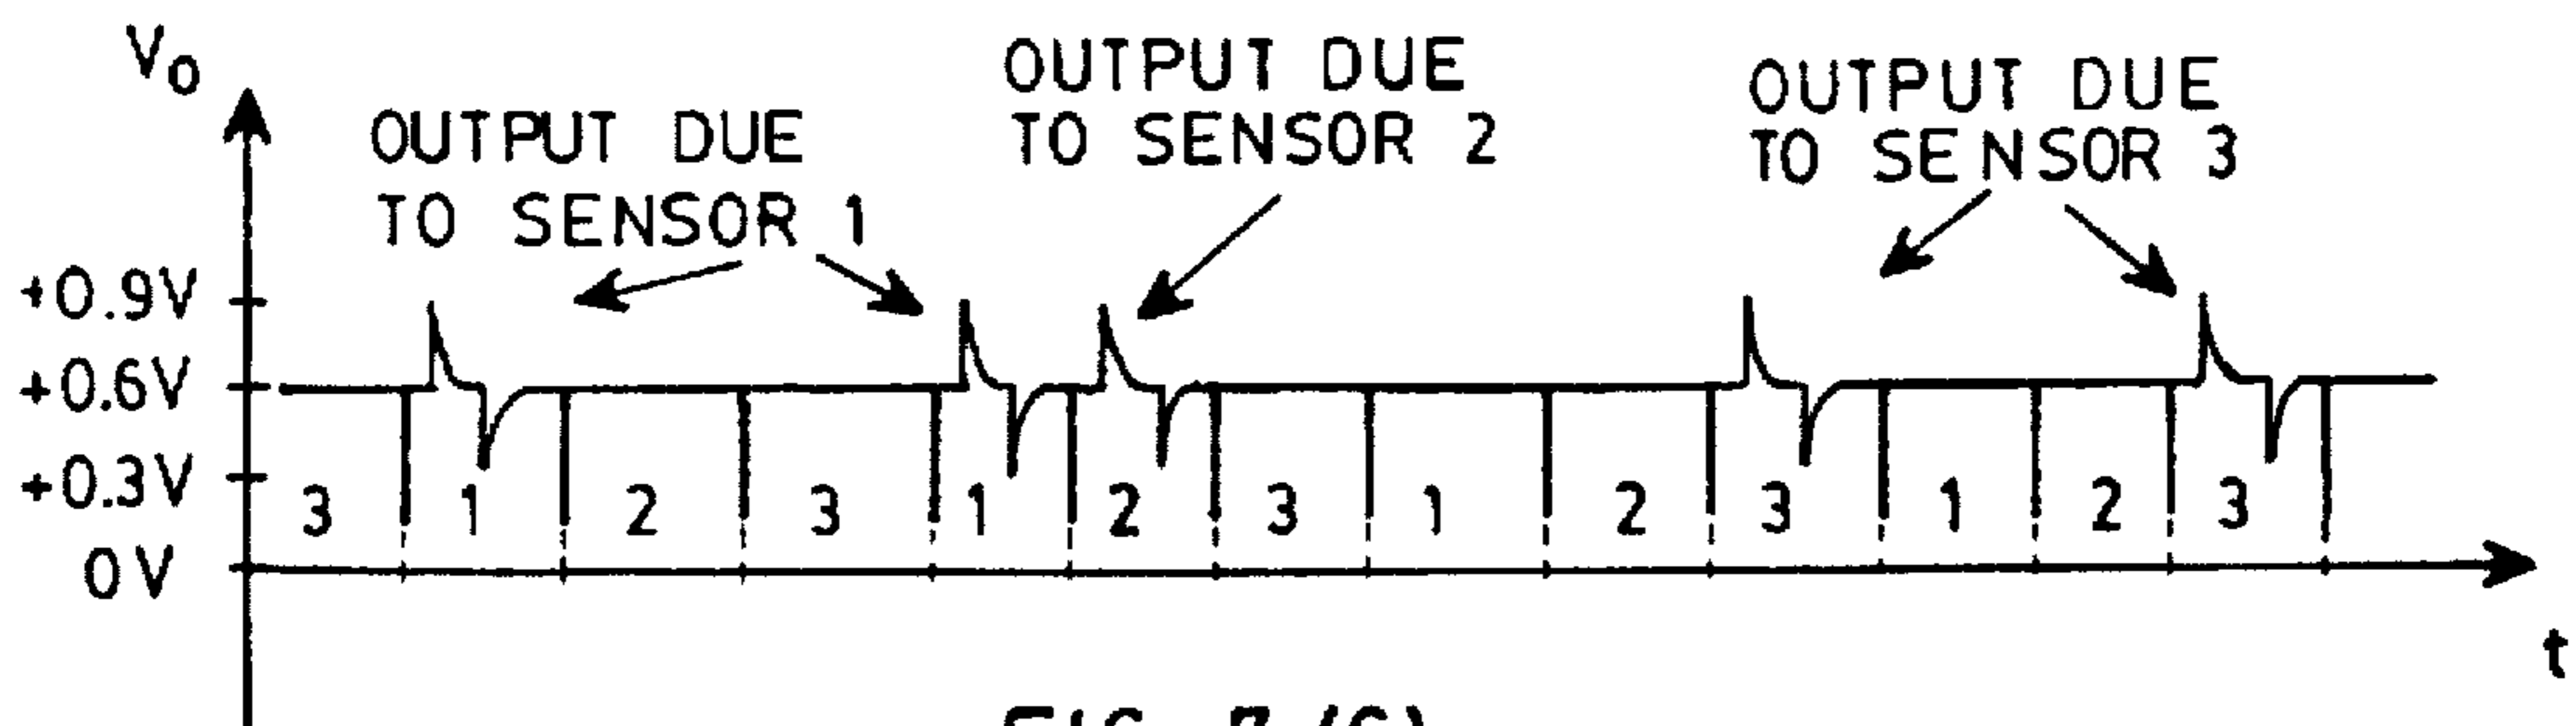 V₀
OUTPUT DUE
TO SENSOR 1
OUTPUT DUE
TO SENSOR 2
OUTPUT DUE
TO SENSOR 3
+0.9V
+0.6V
+0.3V
0V
3 1 2 3 1 2 3 1 2 3 1 2 3
t